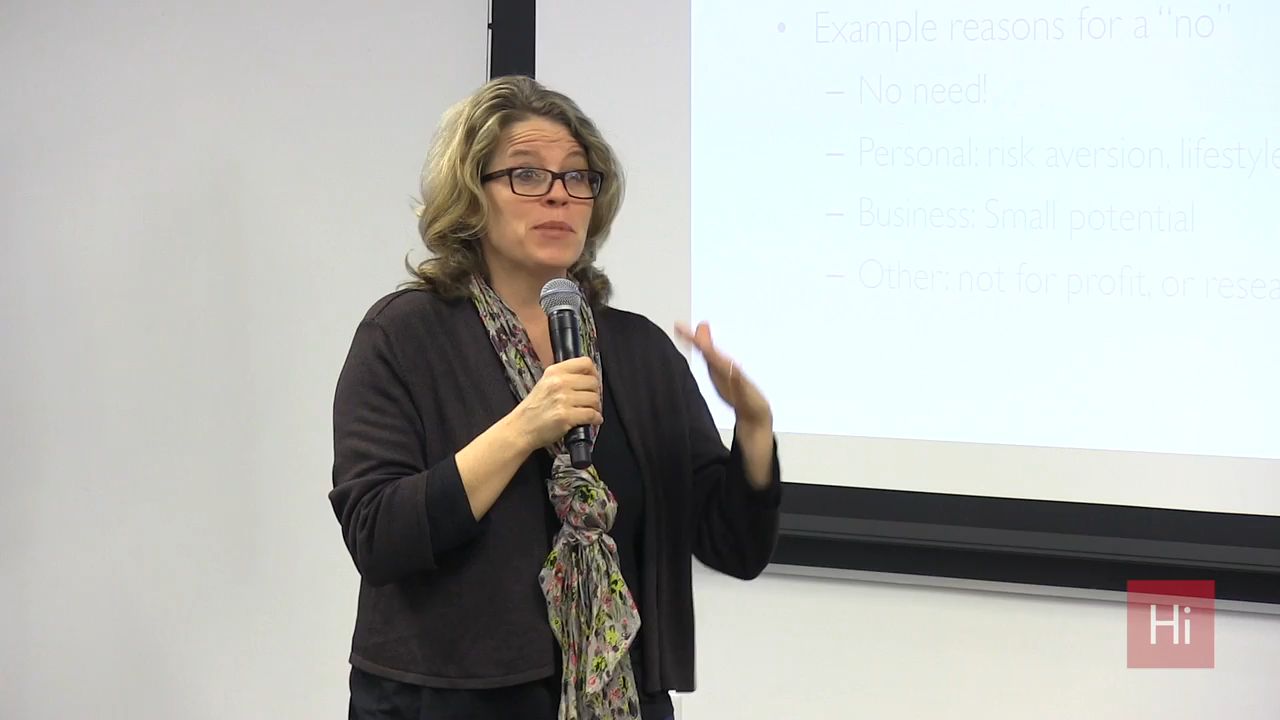 • Example reasons for a “no”
– No need!
– Personal: risk aversion, lifestyle
– Business: Small potential
– Other: not for profit, or resea
Hi